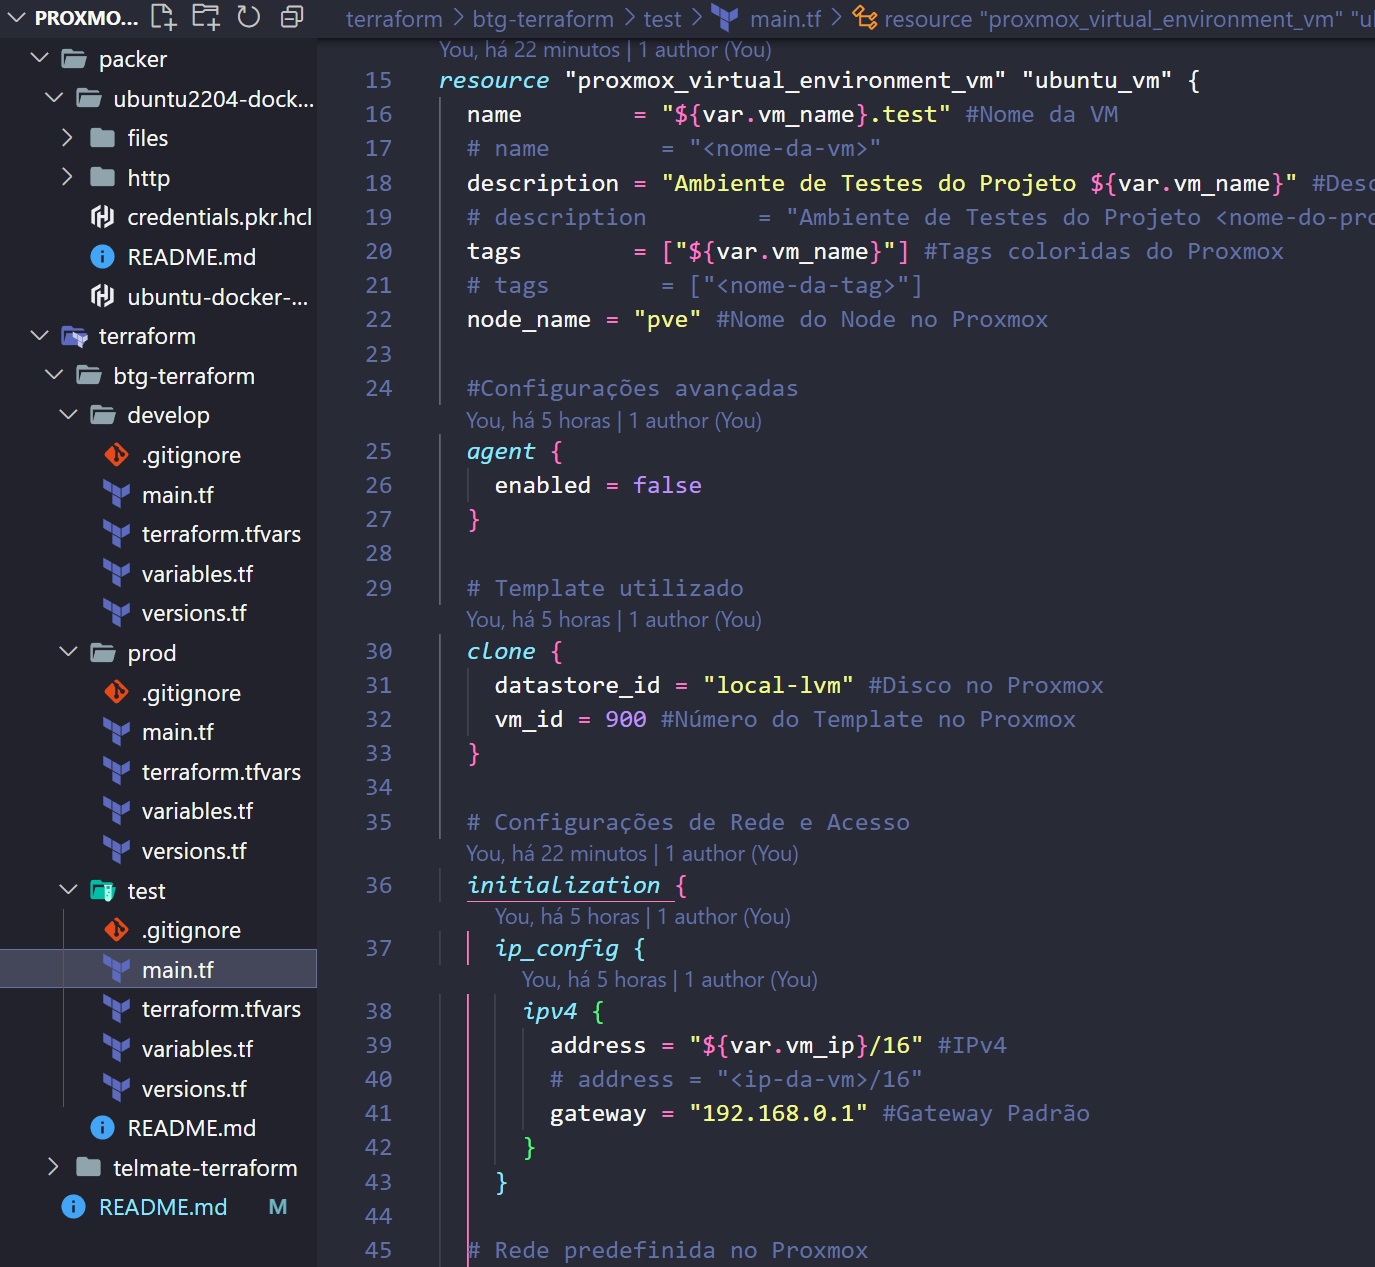 PROXMO...
packer
ubuntu2204-dock...
files
http
credentials.pkr.hcl
README.md
ubuntu-docker-...
terraform
btg-terraform
develop
.gitignore
main.tf
terraform.tfvars
variables.tf
versions.tf
prod
.gitignore
main.tf
terraform.tfvars
variables.tf
versions.tf
test
.gitignore
main.tf
terraform.tfvars
variables.tf
versions.tf
README.md
telmate-terraform
README.md M
terraform > btg-terraform > test > main.tf > resource "proxmox_virtual_environment_vm" "u
You, há 22 minutos | 1 author (You)
15 resource "proxmox_virtual_environment_vm" "ubuntu_vm" {
16 name = "${var.vm_name}.test" #Nome da VM
17 # name = "<nome-da-vm>"
18 description = "Ambiente de Testes do Projeto ${var.vm_name}" #Desc
19 # description = "Ambiente de Testes do Projeto <nome-do-pro
20 tags = ["${var.vm_name}"] #Tags coloridas do Proxmox
21 # tags = ["<nome-da-tag>"]
22 node_name = "pve" #Nome do Node no Proxmox
23
24 #Configurações avançadas
You, há 5 horas | 1 author (You)
25 agent {
26 enabled = false
27 }
28
29 # Template utilizado
You, há 5 horas | 1 author (You)
30 clone {
31 datastore_id = "local-lvm" #Disco no Proxmox
32 vm_id = 900 #Número do Template no Proxmox
33 }
34
35 # Configurações de Rede e Acesso
You, há 22 minutos | 1 author (You)
36 initialization {
You, há 5 horas | 1 author (You)
37 ip_config {
You, há 5 horas | 1 author (You)
38 ipv4 {
39 address = "${var.vm_ip}/16" #IPv4
40 # address = "<ip-da-vm>/16"
41 gateway = "192.168.0.1" #Gateway Padrão
42 }
43 }
44
45 # Rede predefinida no Proxmox